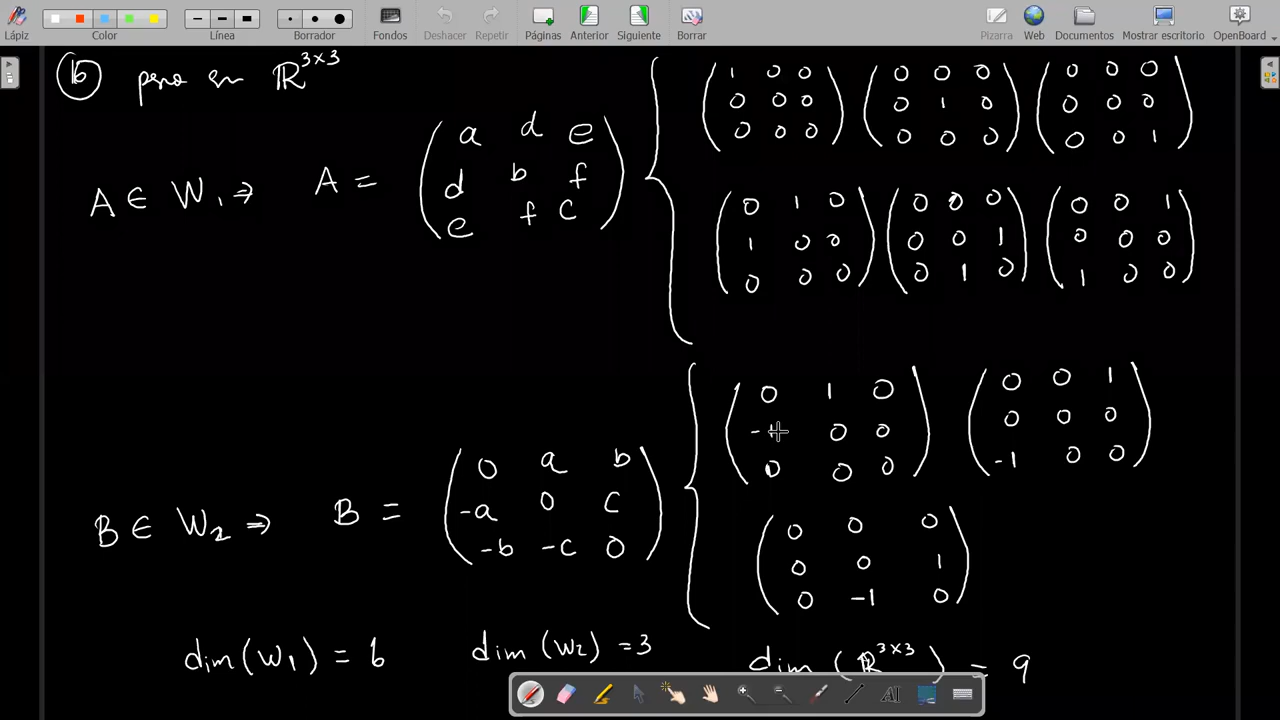 Lápiz Color Línea Borrador Fondos Deshacer Repetir Páginas Anterior Siguiente Borrar Pizarra Web Documentos Mostrar escritorio OpenBoard
(b) pero en ℝ^{3×3}
A ∈ W₁ ⇒ A = ( a d e ; d b f ; e f c )
{ ( 1 0 0 ; 0 0 0 ; 0 0 0 ) ( 0 0 0 ; 0 1 0 ; 0 0 0 ) ( 0 0 0 ; 0 0 0 ; 0 0 1 )
( 0 1 0 ; 1 0 0 ; 0 0 0 ) ( 0 0 0 ; 0 0 1 ; 0 1 0 ) ( 0 0 1 ; 0 0 0 ; 1 0 0 )
B ∈ W₂ ⇒ B = ( 0 a b ; -a 0 c ; -b -c 0 )
{ ( 0 1 0 ; -1 0 0 ; 0 0 0 ) ( 0 0 1 ; 0 0 0 ; -1 0 0 )
( 0 0 0 ; 0 0 1 ; 0 -1 0 )
dim(W₁) = 6 dim(W₂) = 3 dim(ℝ^{3×3}) = 9
AI